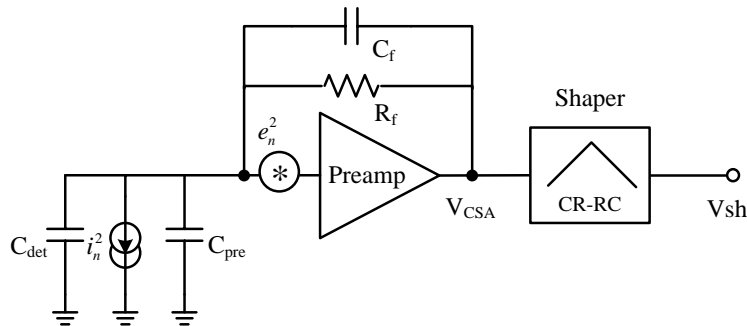 C_f
R_f
Shaper
e_n^2
Preamp
V_CSA
CR-RC
Vsh
C_det
i_n^2
C_pre
*